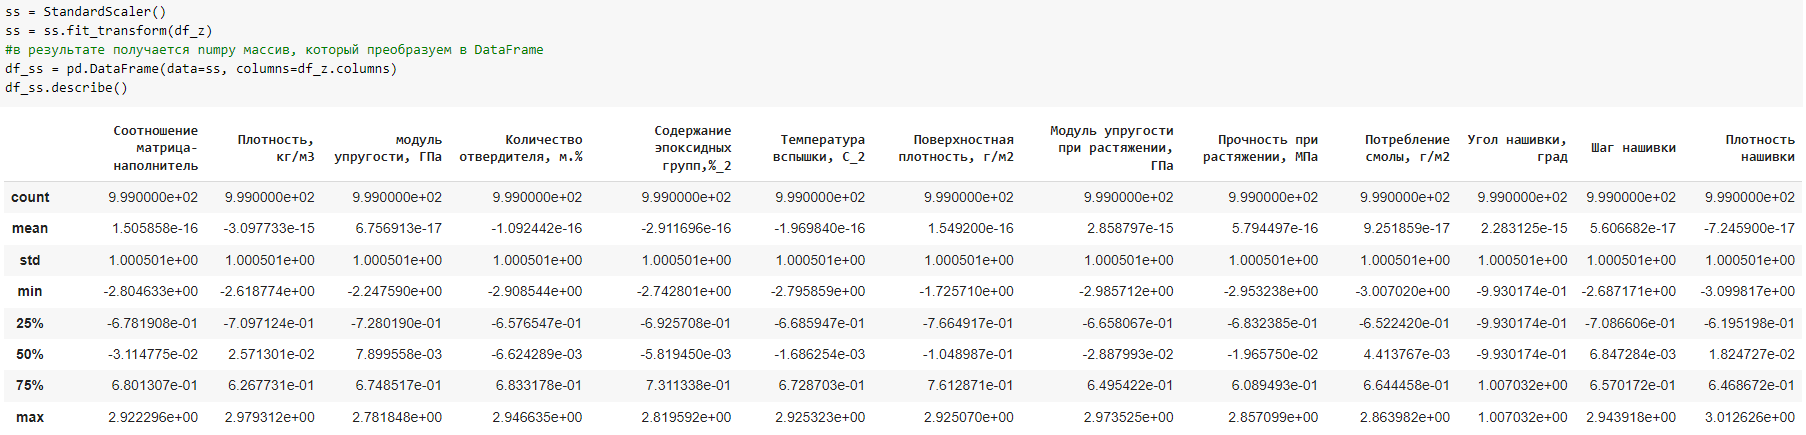 ss = StandardScaler()
ss = ss.fit_transform(df_z)
#в результате получается numpy массив, который преобразуем в DataFrame
df_ss = pd.DataFrame(data=ss, columns=df_z.columns)
df_ss.describe()
Соотношение матрица-наполнитель Плотность, кг/м3 модуль упругости, ГПа Количество отвердителя, м.% Содержание эпоксидных групп,%_2 Температура вспышки, С_2 Поверхностная плотность, г/м2 Модуль упругости при растяжении, ГПа Прочность при растяжении, МПа Потребление смолы, г/м2 Угол нашивки, град Шаг нашивки Плотность нашивки
count 9.990000e+02 9.990000e+02 9.990000e+02 9.990000e+02 9.990000e+02 9.990000e+02 9.990000e+02 9.990000e+02 9.990000e+02 9.990000e+02 9.990000e+02 9.990000e+02 9.990000e+02
mean 1.505858e-16 -3.097733e-15 6.756913e-17 -1.092442e-16 -2.911696e-16 -1.969840e-16 1.549200e-16 2.858797e-15 5.794497e-16 9.251859e-17 2.283125e-15 5.606682e-17 -7.245900e-17
std 1.000501e+00 1.000501e+00 1.000501e+00 1.000501e+00 1.000501e+00 1.000501e+00 1.000501e+00 1.000501e+00 1.000501e+00 1.000501e+00 1.000501e+00 1.000501e+00 1.000501e+00
min -2.804633e+00 -2.618774e+00 -2.247590e+00 -2.908544e+00 -2.742801e+00 -2.795859e+00 -1.725710e+00 -2.985712e+00 -2.953238e+00 -3.007020e+00 -9.930174e-01 -2.687171e+00 -3.099817e+00
25% -6.781908e-01 -7.097124e-01 -7.280190e-01 -6.576547e-01 -6.925708e-01 -6.685947e-01 -7.664917e-01 -6.658067e-01 -6.832385e-01 -6.522420e-01 -9.930174e-01 -7.086606e-01 -6.195198e-01
50% -3.114775e-02 2.571301e-02 7.899558e-03 -6.624289e-03 -5.819450e-03 -1.686254e-03 -1.048987e-01 -2.887993e-02 -1.965750e-02 4.413767e-03 -9.930174e-01 6.847284e-03 1.824727e-02
75% 6.801307e-01 6.267731e-01 6.748517e-01 6.833178e-01 7.311338e-01 6.728703e-01 7.612871e-01 6.495422e-01 6.089493e-01 6.644458e-01 1.007032e+00 6.570172e-01 6.468672e-01
max 2.922296e+00 2.979312e+00 2.781848e+00 2.946635e+00 2.819592e+00 2.925323e+00 2.925070e+00 2.973525e+00 2.857099e+00 2.863982e+00 1.007032e+00 2.943918e+00 3.012626e+00